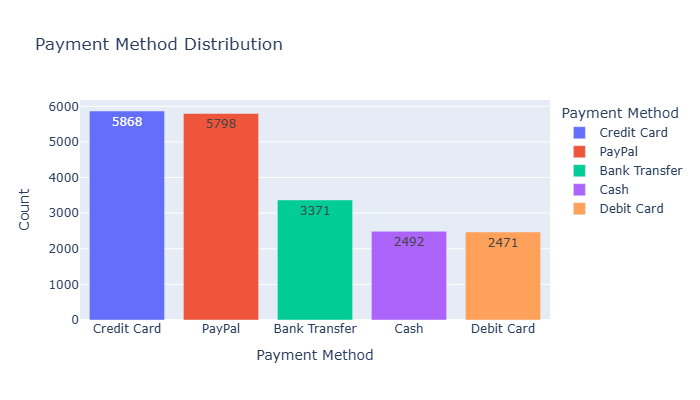 Payment Method Distribution
Payment Method
Credit Card
PayPal
Bank Transfer
Cash
Debit Card
Count
6000
5000
4000
3000
2000
1000
0
5868
5798
3371
2492
2471
Credit Card
PayPal
Bank Transfer
Cash
Debit Card
Payment Method